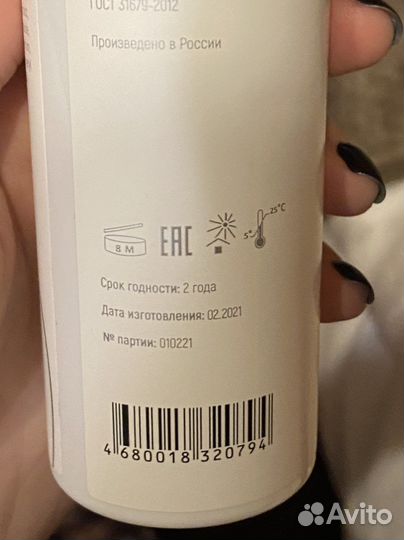 ГОСТ 31679-2012
Произведено в России
8 M
EAC
5° 25°C
Срок годности: 2 года
Дата изготовления: 02.2021
№ партии: 010221
4 680018 320794
Avito